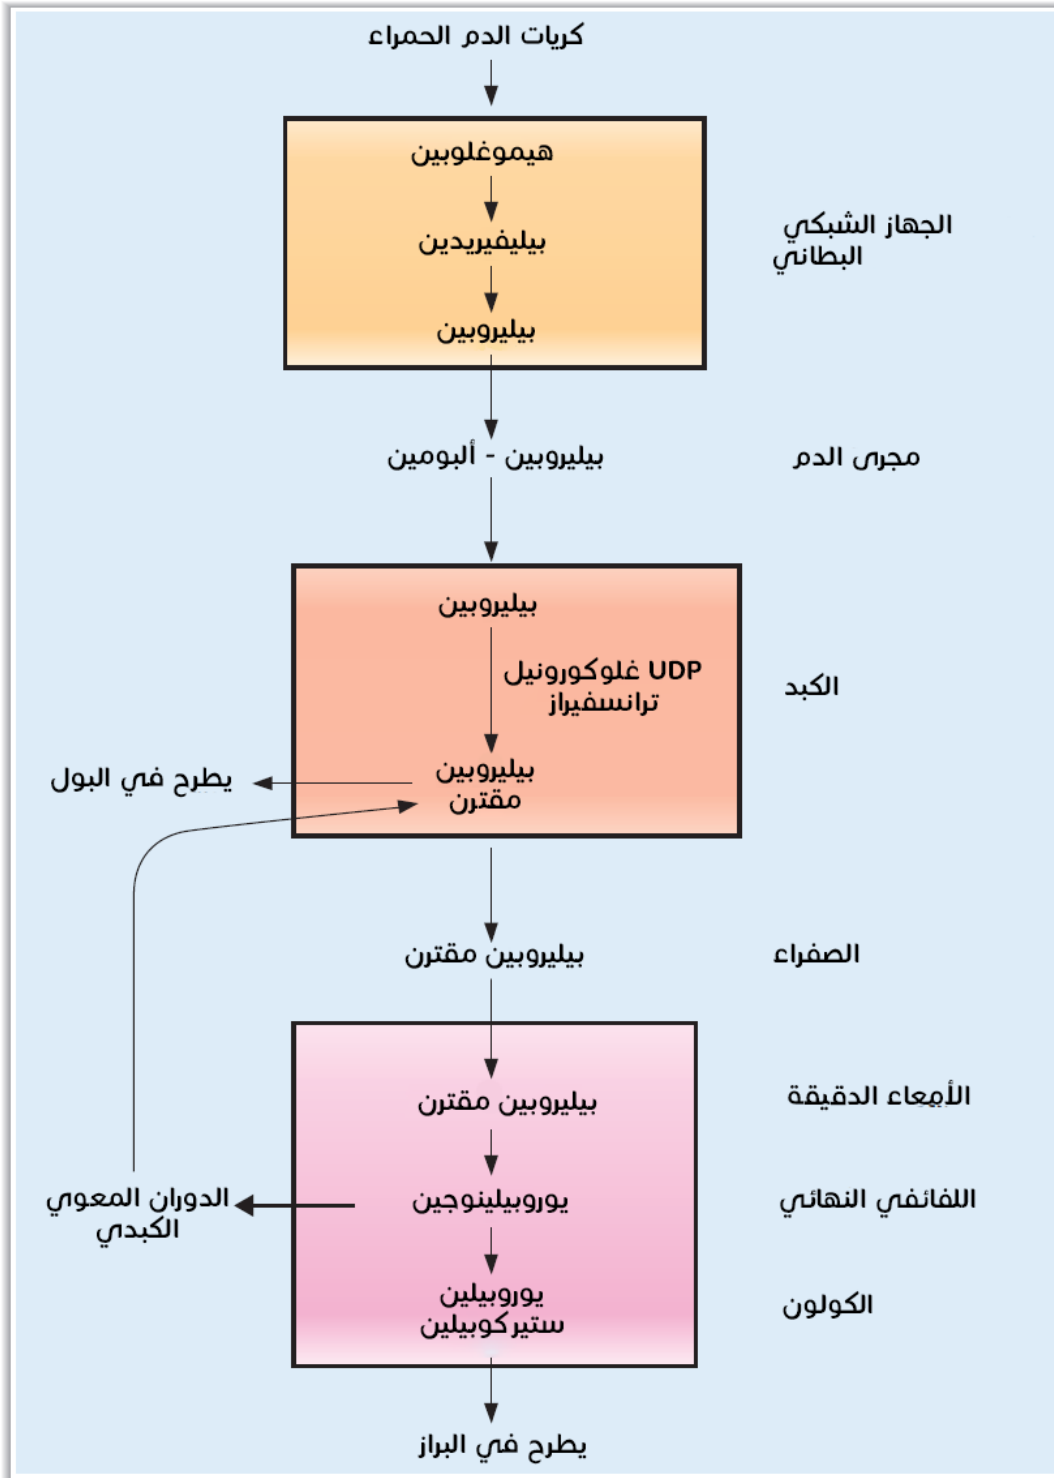 كريات الدم الحمراء
هيموغلوبين
بيليفيريدين
الجهاز الشبكي
البطاني
بيليروبين
بيليروبين - ألبومين
مجرى الدم
بيليروبين
UDP غلوكورونيل
ترانسفيراز
الكبد
بيليروبين
مقترن
يطرح في البول
بيليروبين مقترن
الصفراء
بيليروبين مقترن
الأمعاء الدقيقة
يوروبيلينوجين
اللفائفي النهائي
الدوران المعوي
الكبدي
يوروبيلين
ستيركوبيلين
الكولون
يطرح في البراز